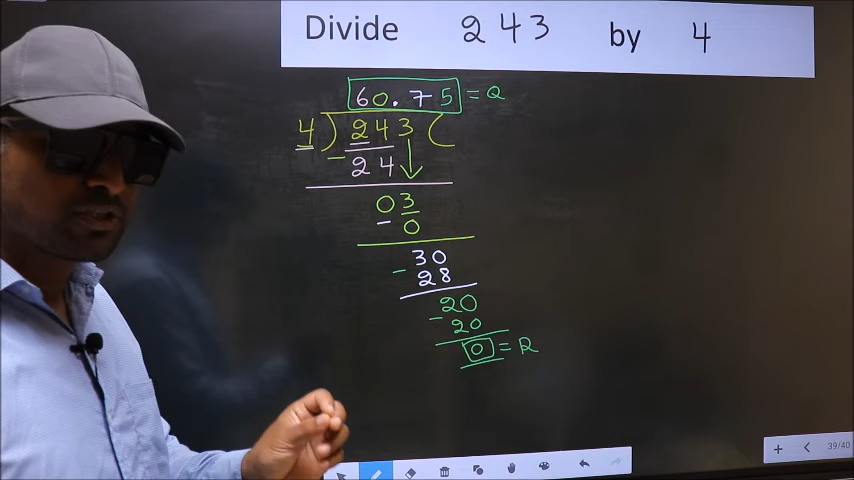 Divide 243 by 4
60.75 = Q
4 ) 243 (
- 24
03
- 0
30
- 28
20
- 20
0 = R
39/40